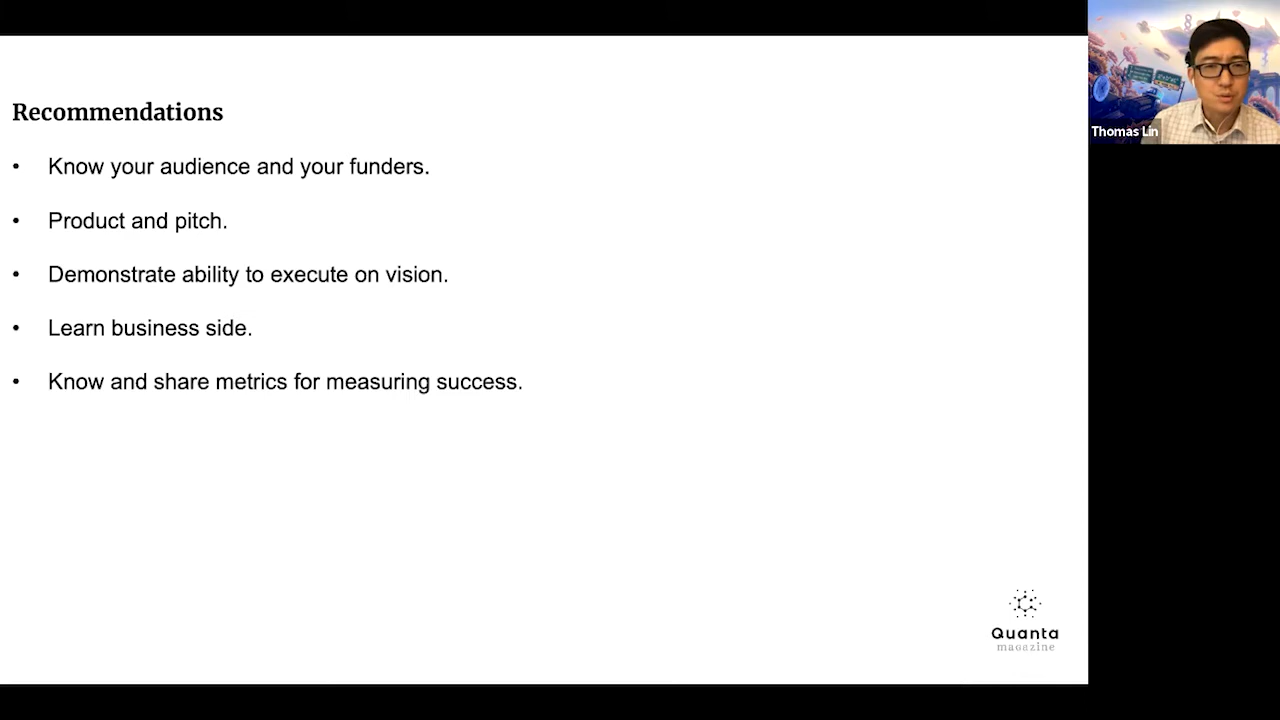 Recommendations
• Know your audience and your funders.
• Product and pitch.
• Demonstrate ability to execute on vision.
• Learn business side.
• Know and share metrics for measuring success.
Thomas Lin
Quanta
magazine